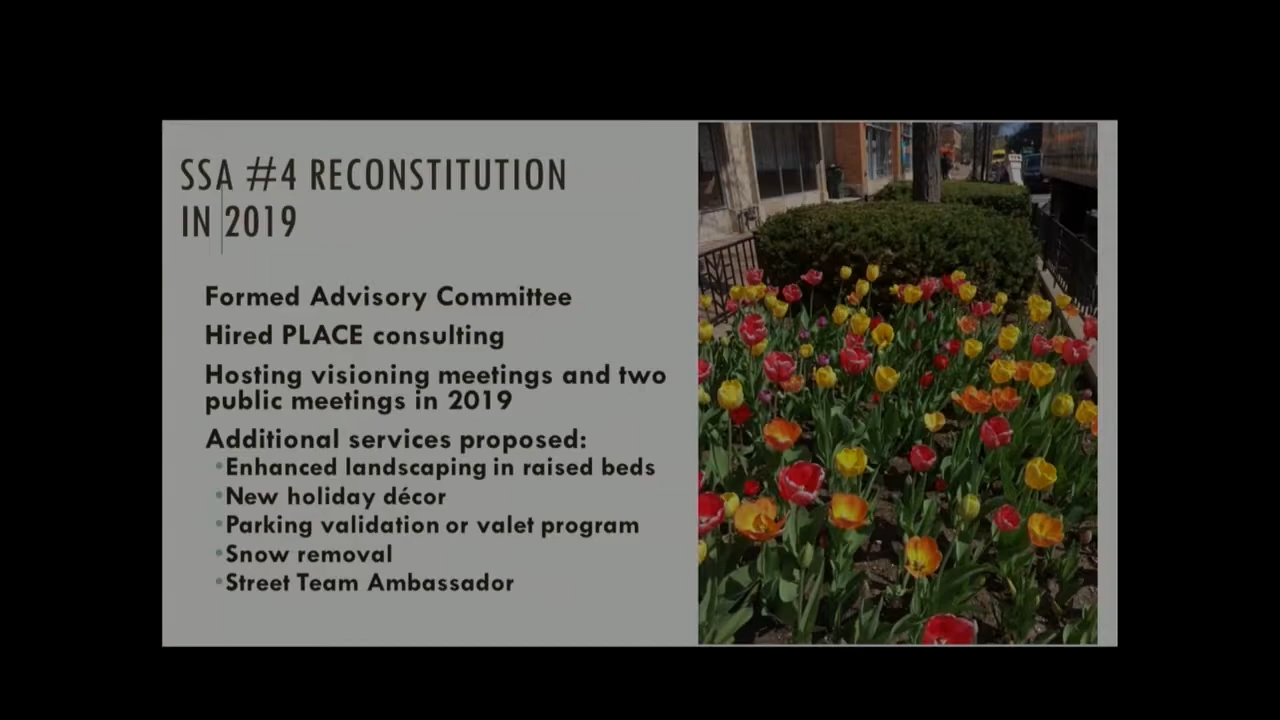 SSA #4 RECONSTITUTION
IN 2019
Formed Advisory Committee
Hired PLACE consulting
Hosting visioning meetings and two
public meetings in 2019
Additional services proposed:
•Enhanced landscaping in raised beds
•New holiday décor
•Parking validation or valet program
•Snow removal
•Street Team Ambassador